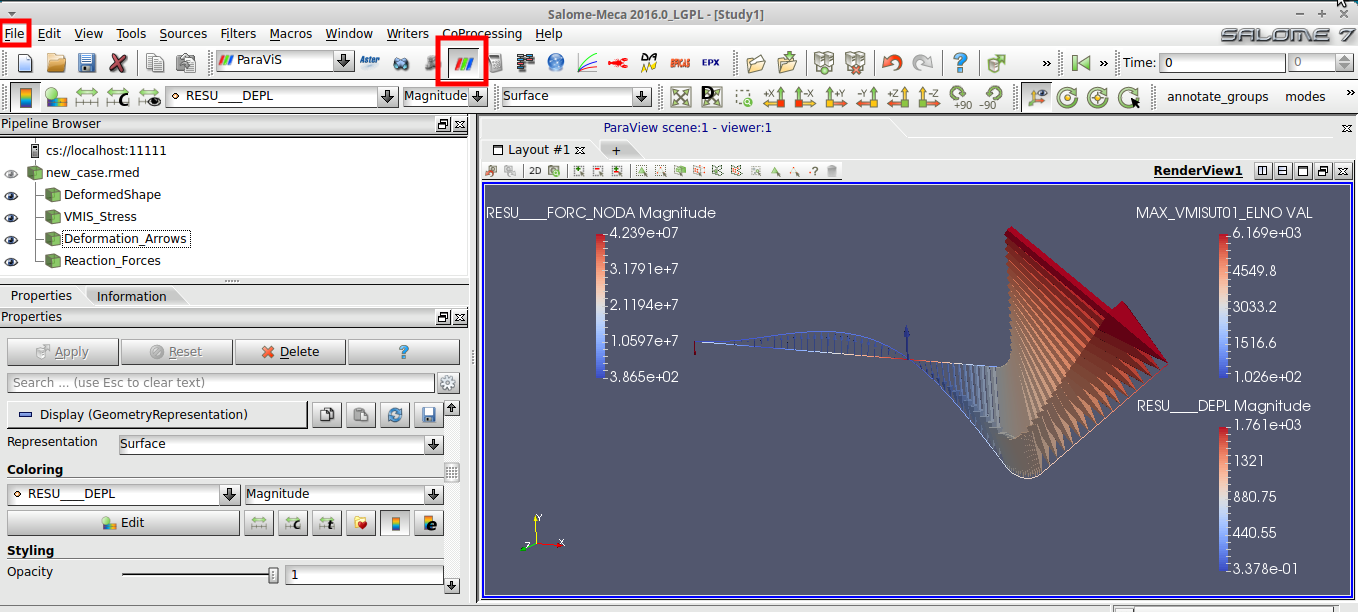 Salome-Meca 2016.0_LGPL - [Study1]
File Edit View Tools Sources Filters Macros Window Writers CoProcessing Help
SALOME 7
ParaViS Aster EFICAS EPX » » Time: 0 0
RESU____DEPL Magnitude Surface +X -X +Y -Y +Z -Z +90 -90 annotate_groups modes »
Pipeline Browser
ParaView scene:1 - viewer:1
cs://localhost:11111
Layout #1 +
new_case.rmed
2D ? RenderView1
DeformedShape
VMIS_Stress
Deformation_Arrows
Reaction_Forces
Properties Information
Properties
Apply Reset Delete ?
Search ... (use Esc to clear text)
Display (GeometryRepresentation)
Representation Surface
Coloring
RESU____DEPL Magnitude
Edit
Styling
Opacity 1
RESU____FORC_NODA Magnitude
4.239e+07
3.1791e+7
2.1194e+7
1.0597e+7
3.865e+02
MAX_VMISUT01_ELNO VAL
6.169e+03
4549.8
3033.2
1516.6
1.026e+02
RESU____DEPL Magnitude
1.761e+03
1321
880.75
440.55
3.378e-01
Y
Z X